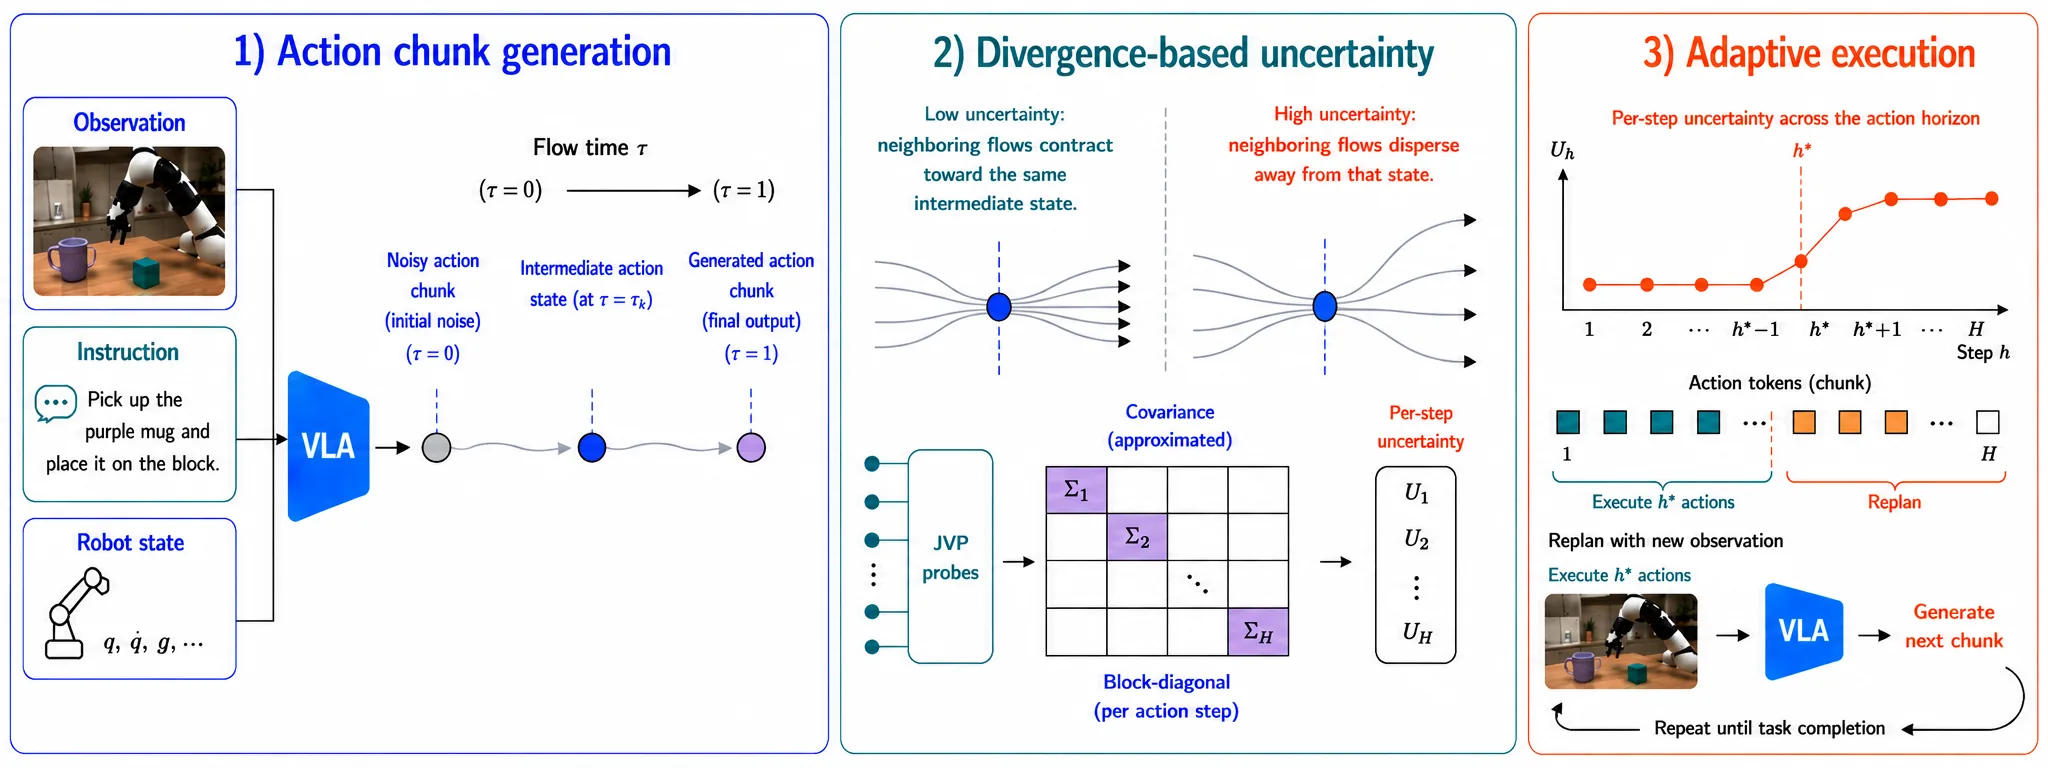 1) Action chunk generation
Observation
Instruction
Pick up the
purple mug and
place it on the block.
Robot state
q, q̇, g, ⋯
VLA
Flow time τ
(τ = 0)
(τ = 1)
Noisy action
chunk
(initial noise)
(τ = 0)
Intermediate action
state (at τ = τₖ)
Generated action
chunk
(final output)
(τ = 1)
2) Divergence-based uncertainty
Low uncertainty:
neighboring flows contract
toward the same
intermediate state.
High uncertainty:
neighboring flows disperse
away from that state.
JVP
probes
Covariance
(approximated)
Σ₁
Σ₂
⋱
Σ_H
Block-diagonal
(per action step)
Per-step
uncertainty
U₁
U₂
⋮
U_H
3) Adaptive execution
Per-step uncertainty across the action horizon
U_h
h*
1 2 ⋯ h*−1 h* h*+1 ⋯ H
Step h
Action tokens (chunk)
⋯ ⋯
1 H
Execute h* actions
Replan
Replan with new observation
Execute h* actions
VLA
Generate
next chunk
Repeat until task completion